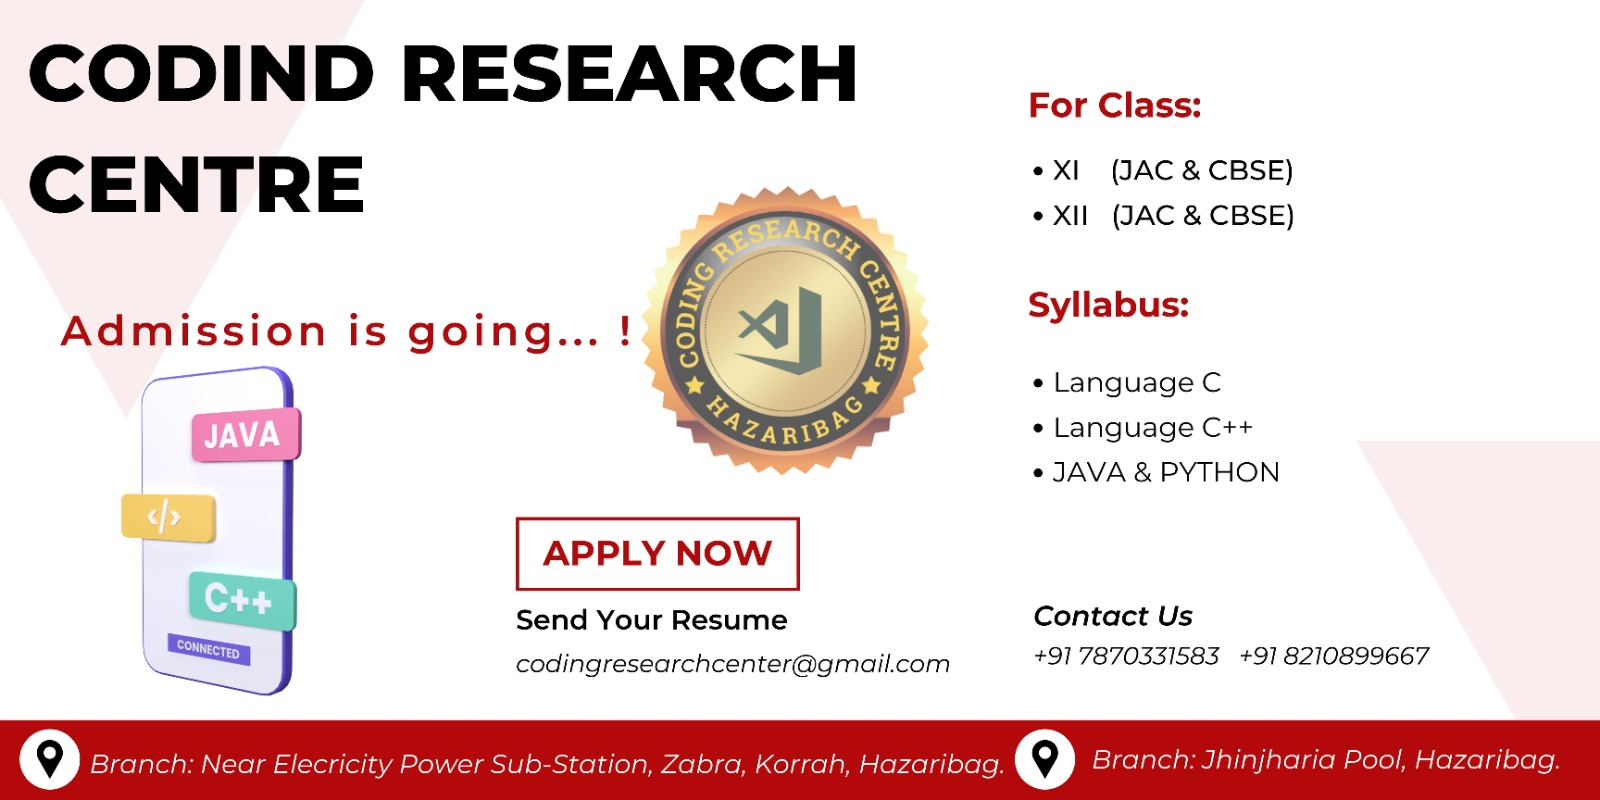 CODIND RESEARCH
CENTRE
Admission is going... !
JAVA
</>
C++
CONNECTED
CODING RESEARCH CENTRE
HAZARIBAG
APPLY NOW
Send Your Resume
codingresearchcenter@gmail.com
For Class:
• XI (JAC & CBSE)
• XII (JAC & CBSE)
Syllabus:
• Language C
• Language C++
• JAVA & PYTHON
Contact Us
+91 7870331583 +91 8210899667
Branch: Near Elecricity Power Sub-Station, Zabra, Korrah, Hazaribag.
Branch: Jhinjharia Pool, Hazaribag.